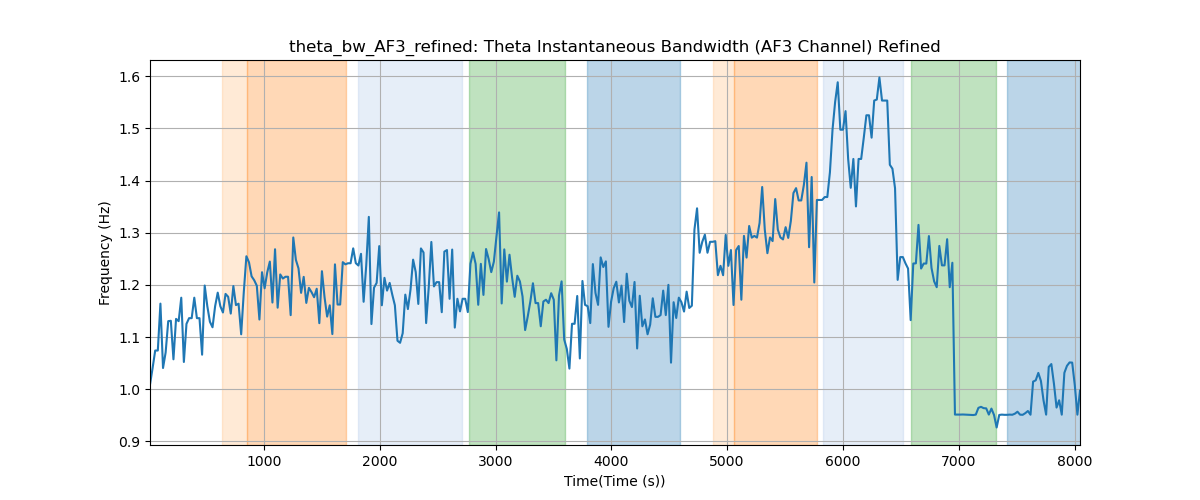 theta_bw_AF3_refined: Theta Instantaneous Bandwidth (AF3 Channel) Refined
Frequency (Hz)
1.6
1.5
1.4
1.3
1.2
1.1
1.0
0.9
1000 2000 3000 4000 5000 6000 7000 8000
Time(Time (s))